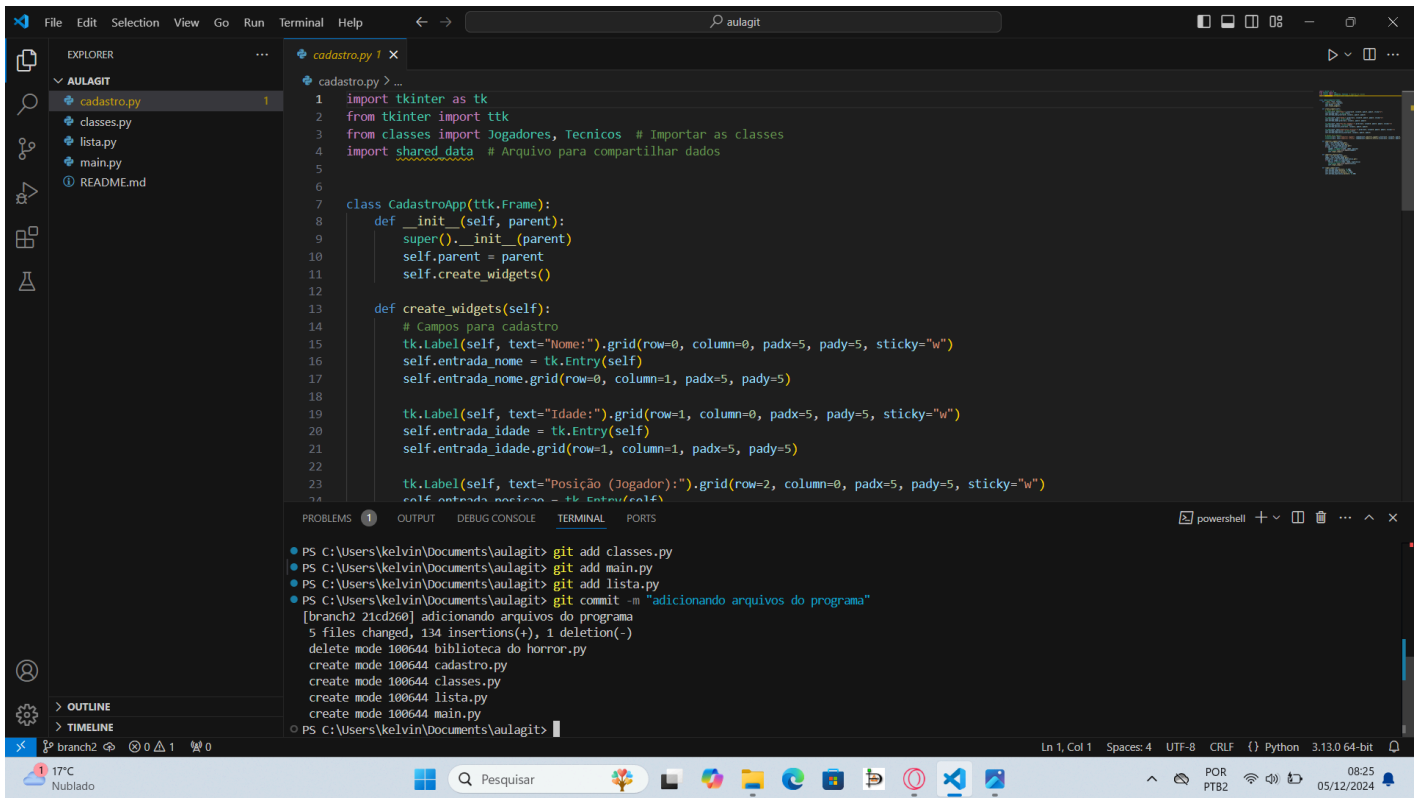 File Edit Selection View Go Run Terminal Help
aulagit
EXPLORER
AULAGIT
cadastro.py 1
classes.py
lista.py
main.py
README.md
OUTLINE
TIMELINE
cadastro.py 1
cadastro.py > ...
1 import tkinter as tk
2 from tkinter import ttk
3 from classes import Jogadores, Tecnicos # Importar as classes
4 import shared_data # Arquivo para compartilhar dados
5
6
7 class CadastroApp(ttk.Frame):
8 def __init__(self, parent):
9 super().__init__(parent)
10 self.parent = parent
11 self.create_widgets()
12
13 def create_widgets(self):
14 # Campos para cadastro
15 tk.Label(self, text="Nome:").grid(row=0, column=0, padx=5, pady=5, sticky="w")
16 self.entrada_nome = tk.Entry(self)
17 self.entrada_nome.grid(row=0, column=1, padx=5, pady=5)
18
19 tk.Label(self, text="Idade:").grid(row=1, column=0, padx=5, pady=5, sticky="w")
20 self.entrada_idade = tk.Entry(self)
21 self.entrada_idade.grid(row=1, column=1, padx=5, pady=5)
22
23 tk.Label(self, text="Posição (Jogador):").grid(row=2, column=0, padx=5, pady=5, sticky="w")
24 self.entrada_posicao = tk.Entry(self)
PROBLEMS 1 OUTPUT DEBUG CONSOLE TERMINAL PORTS
powershell
PS C:\Users\kelvin\Documents\aulagit> git add classes.py
PS C:\Users\kelvin\Documents\aulagit> git add main.py
PS C:\Users\kelvin\Documents\aulagit> git add lista.py
PS C:\Users\kelvin\Documents\aulagit> git commit -m "adicionando arquivos do programa"
[branch2 21cd260] adicionando arquivos do programa
5 files changed, 134 insertions(+), 1 deletion(-)
delete mode 100644 biblioteca do horror.py
create mode 100644 cadastro.py
create mode 100644 classes.py
create mode 100644 lista.py
create mode 100644 main.py
PS C:\Users\kelvin\Documents\aulagit>
branch2 0 1 0
Ln 1, Col 1 Spaces: 4 UTF-8 CRLF {} Python 3.13.0 64-bit
1
17°C
Nublado
Pesquisar
POR
PTB2
08:25
05/12/2024